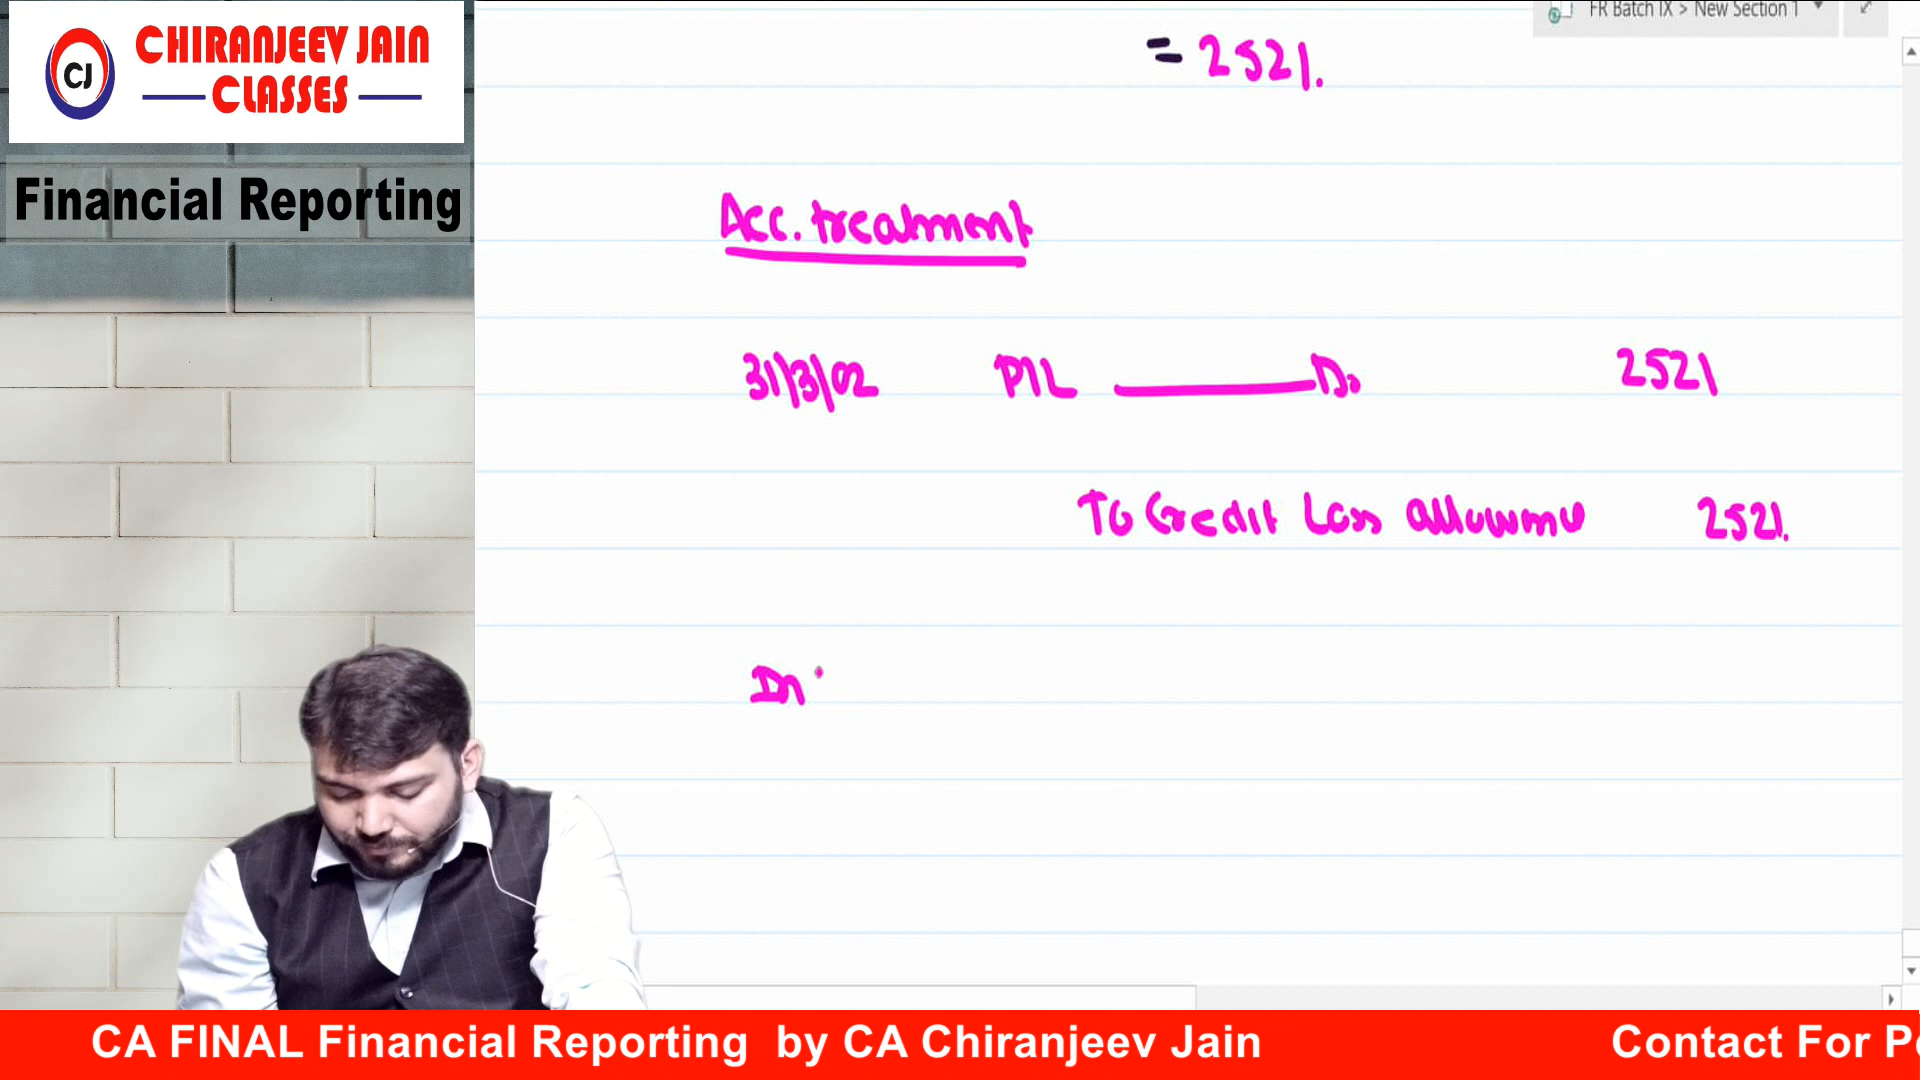 CHIRANJEEV JAIN
CLASSES
CJ
Financial Reporting
FR Batch IX > New Section 1
= 2521.
Acc. treatment
31/3/02 P/L Dr 2521
To Credit Loss allowance 2521.
CA FINAL Financial Reporting by CA Chiranjeev Jain
Contact For